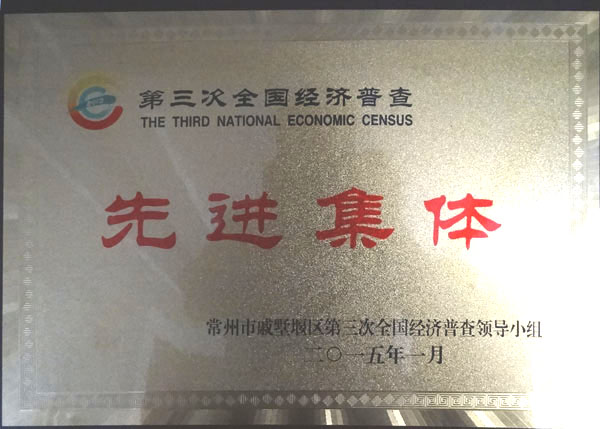 第三次全国经济普查
THE THIRD NATIONAL ECONOMIC CENSUS
先进集体
常州市戚墅堰区第三次全国经济普查领导小组
二〇一五年一月